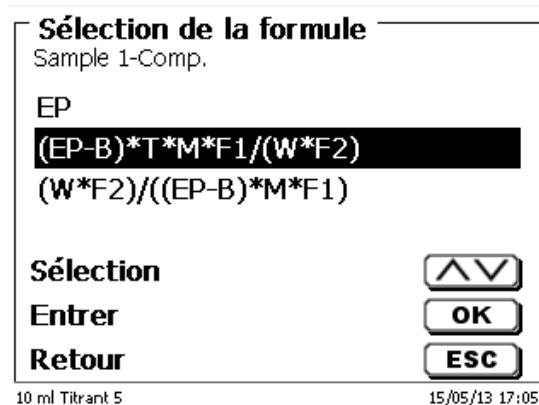 Sélection de la formule
Sample 1-Comp.
EP
(EP-B)*T*M*F1/(W*F2)
(W*F2)/((EP-B)*M*F1)
Sélection
Entrer OK
Retour ESC
10 ml Titrant 5 15/05/13 17:05